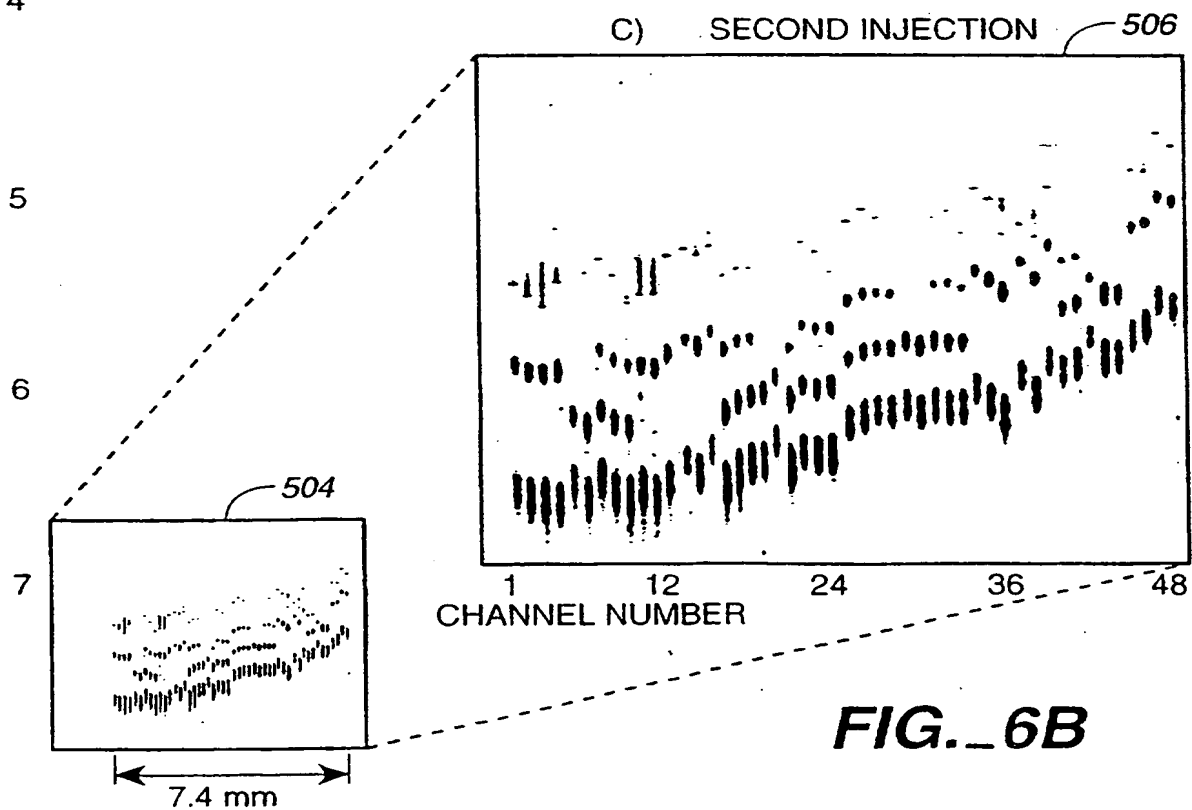 4
C) SECOND INJECTION 506
5
6
504
7
1 12 24 36 48
CHANNEL NUMBER
7.4 mm
FIG._6B